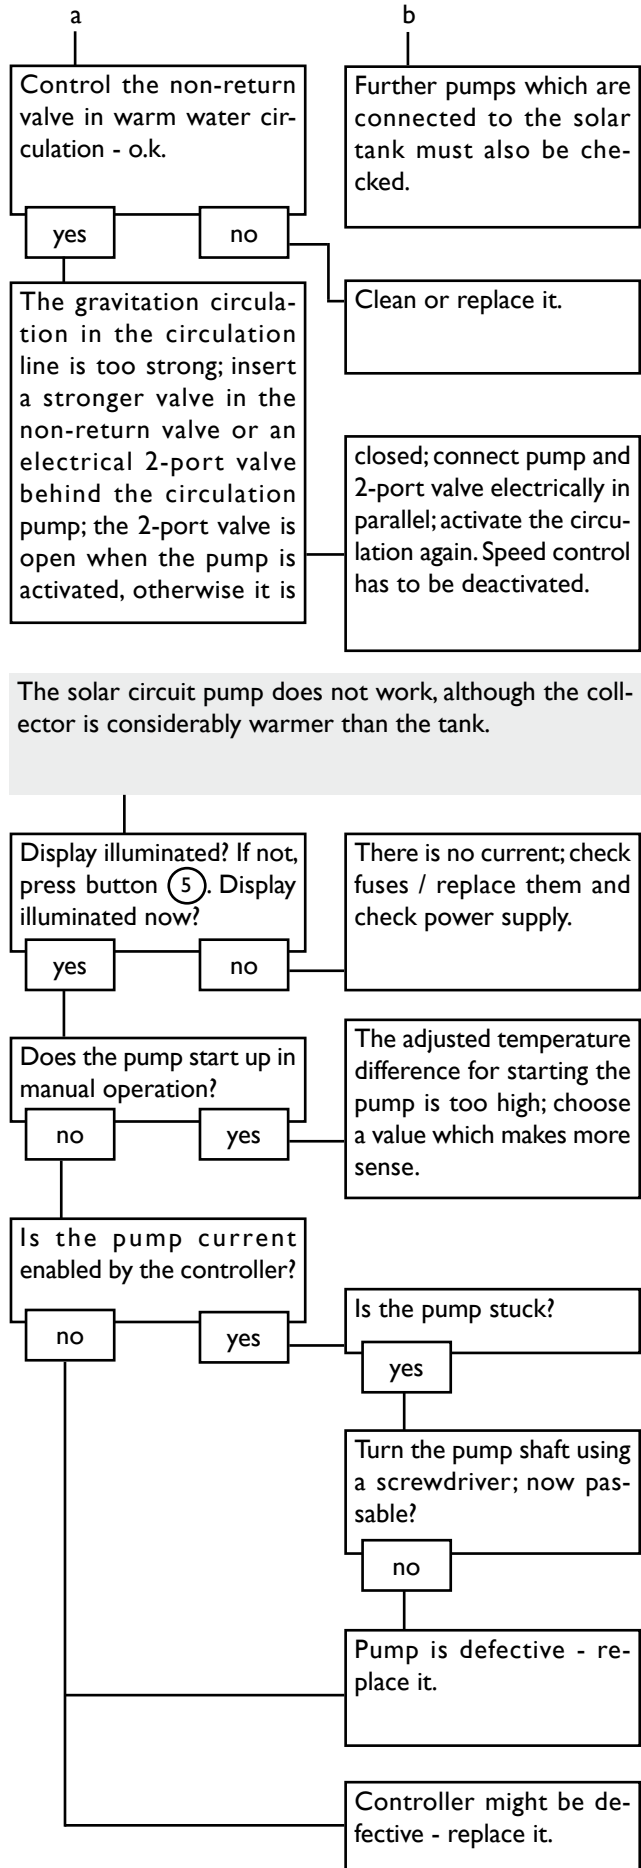 a
b
Control the non-return
valve in warm water cir-
culation - o.k.
Further pumps which are
connected to the solar
tank must also be che-
cked.
yes
no
Clean or replace it.
The gravitation circula-
tion in the circulation
line is too strong; insert
a stronger valve in the
non-return valve or an
electrical 2-port valve
behind the circulation
pump; the 2-port valve is
open when the pump is
activated, otherwise it is
closed; connect pump and
2-port valve electrically in
parallel; activate the circu-
lation again. Speed control
has to be deactivated.
The solar circuit pump does not work, although the coll-
ector is considerably warmer than the tank.
Display illuminated? If not,
press button 5. Display
illuminated now?
yes
no
There is no current; check
fuses / replace them and
check power supply.
Does the pump start up in
manual operation?
no
yes
The adjusted temperature
difference for starting the
pump is too high; choose
a value which makes more
sense.
Is the pump current
enabled by the controller?
no
yes
Is the pump stuck?
yes
Turn the pump shaft using
a screwdriver; now pas-
sable?
no
Pump is defective - re-
place it.
Controller might be de-
fective - replace it.